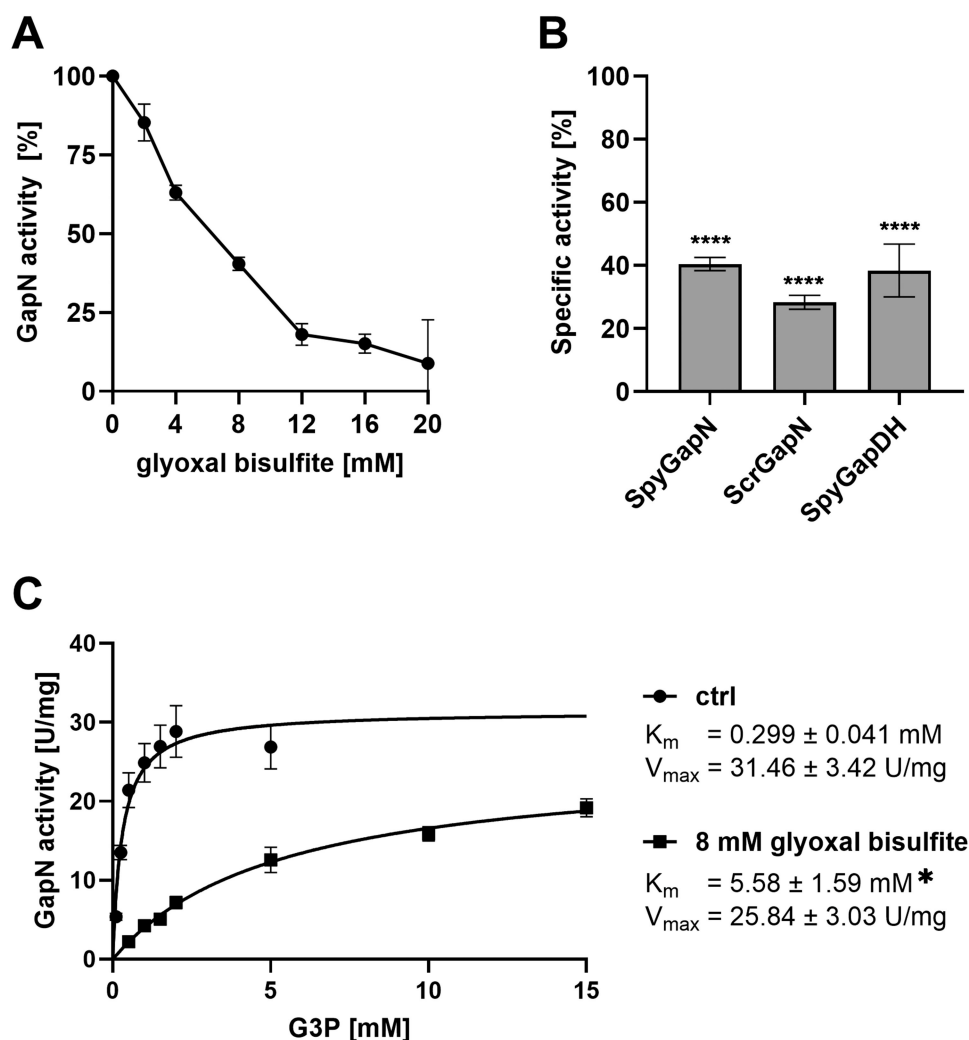 A
GapN activity [%]
100
75
50
25
0
0 4 8 12 16 20
glyoxal bisulfite [mM]
B
Specific activity [%]
100
80
60
40
20
0
**** **** ****
SpyGapN
ScrGapN
SpyGapDH
C
GapN activity [U/mg]
40
30
20
10
0
0 5 10 15
G3P [mM]
ctrl
Km = 0.299 ± 0.041 mM
Vmax = 31.46 ± 3.42 U/mg
8 mM glyoxal bisulfite
Km = 5.58 ± 1.59 mM *
Vmax = 25.84 ± 3.03 U/mg